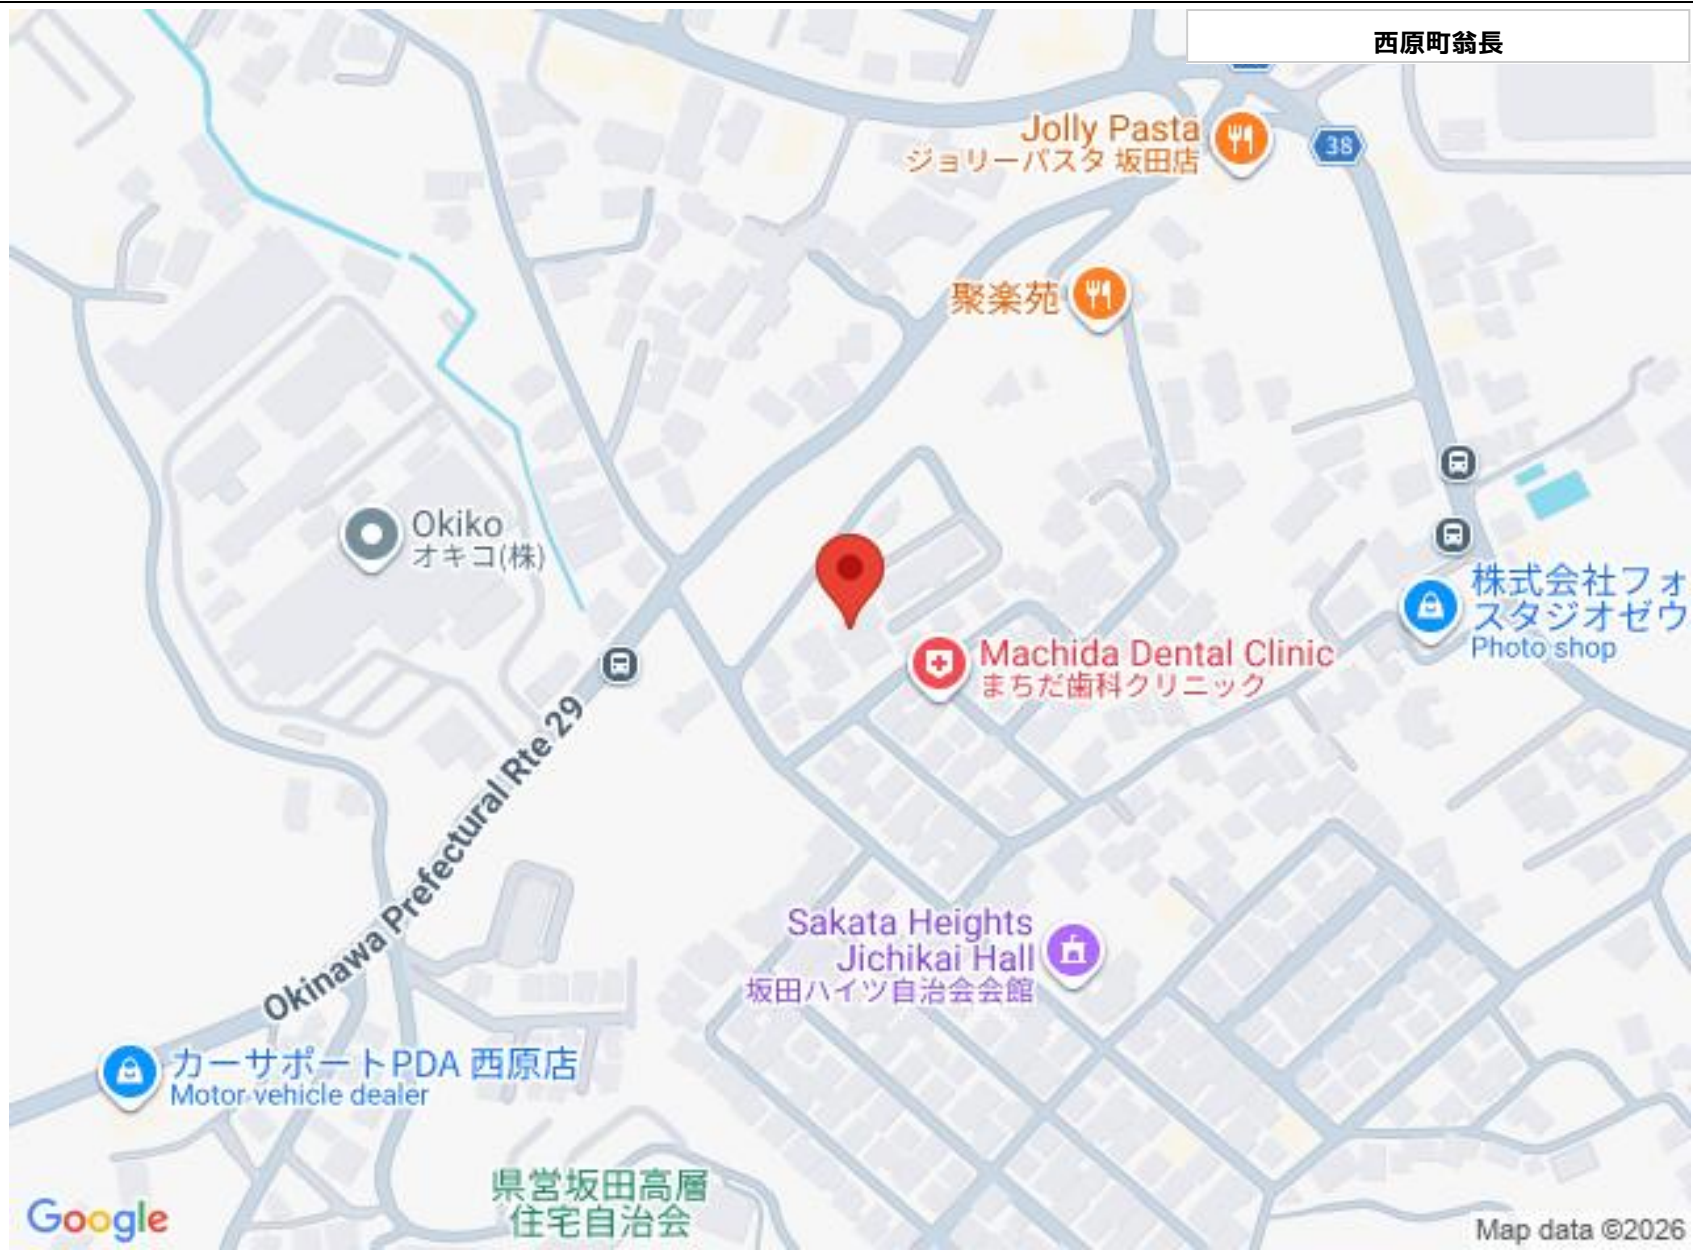 西原町翁長
Jolly Pasta
ジョリーパスタ 坂田店
38
聚楽苑
Okiko
オキコ(株)
株式会社フォ
スタジオゼウ
Photo shop
Machida Dental Clinic
まちだ歯科クリニック
Okinawa Prefectural Rte 29
Sakata Heights
Jichikai Hall
坂田ハイツ自治会会館
カーサポートPDA 西原店
Motor vehicle dealer
県営坂田高層
住宅自治会
Google
Map data ©2026